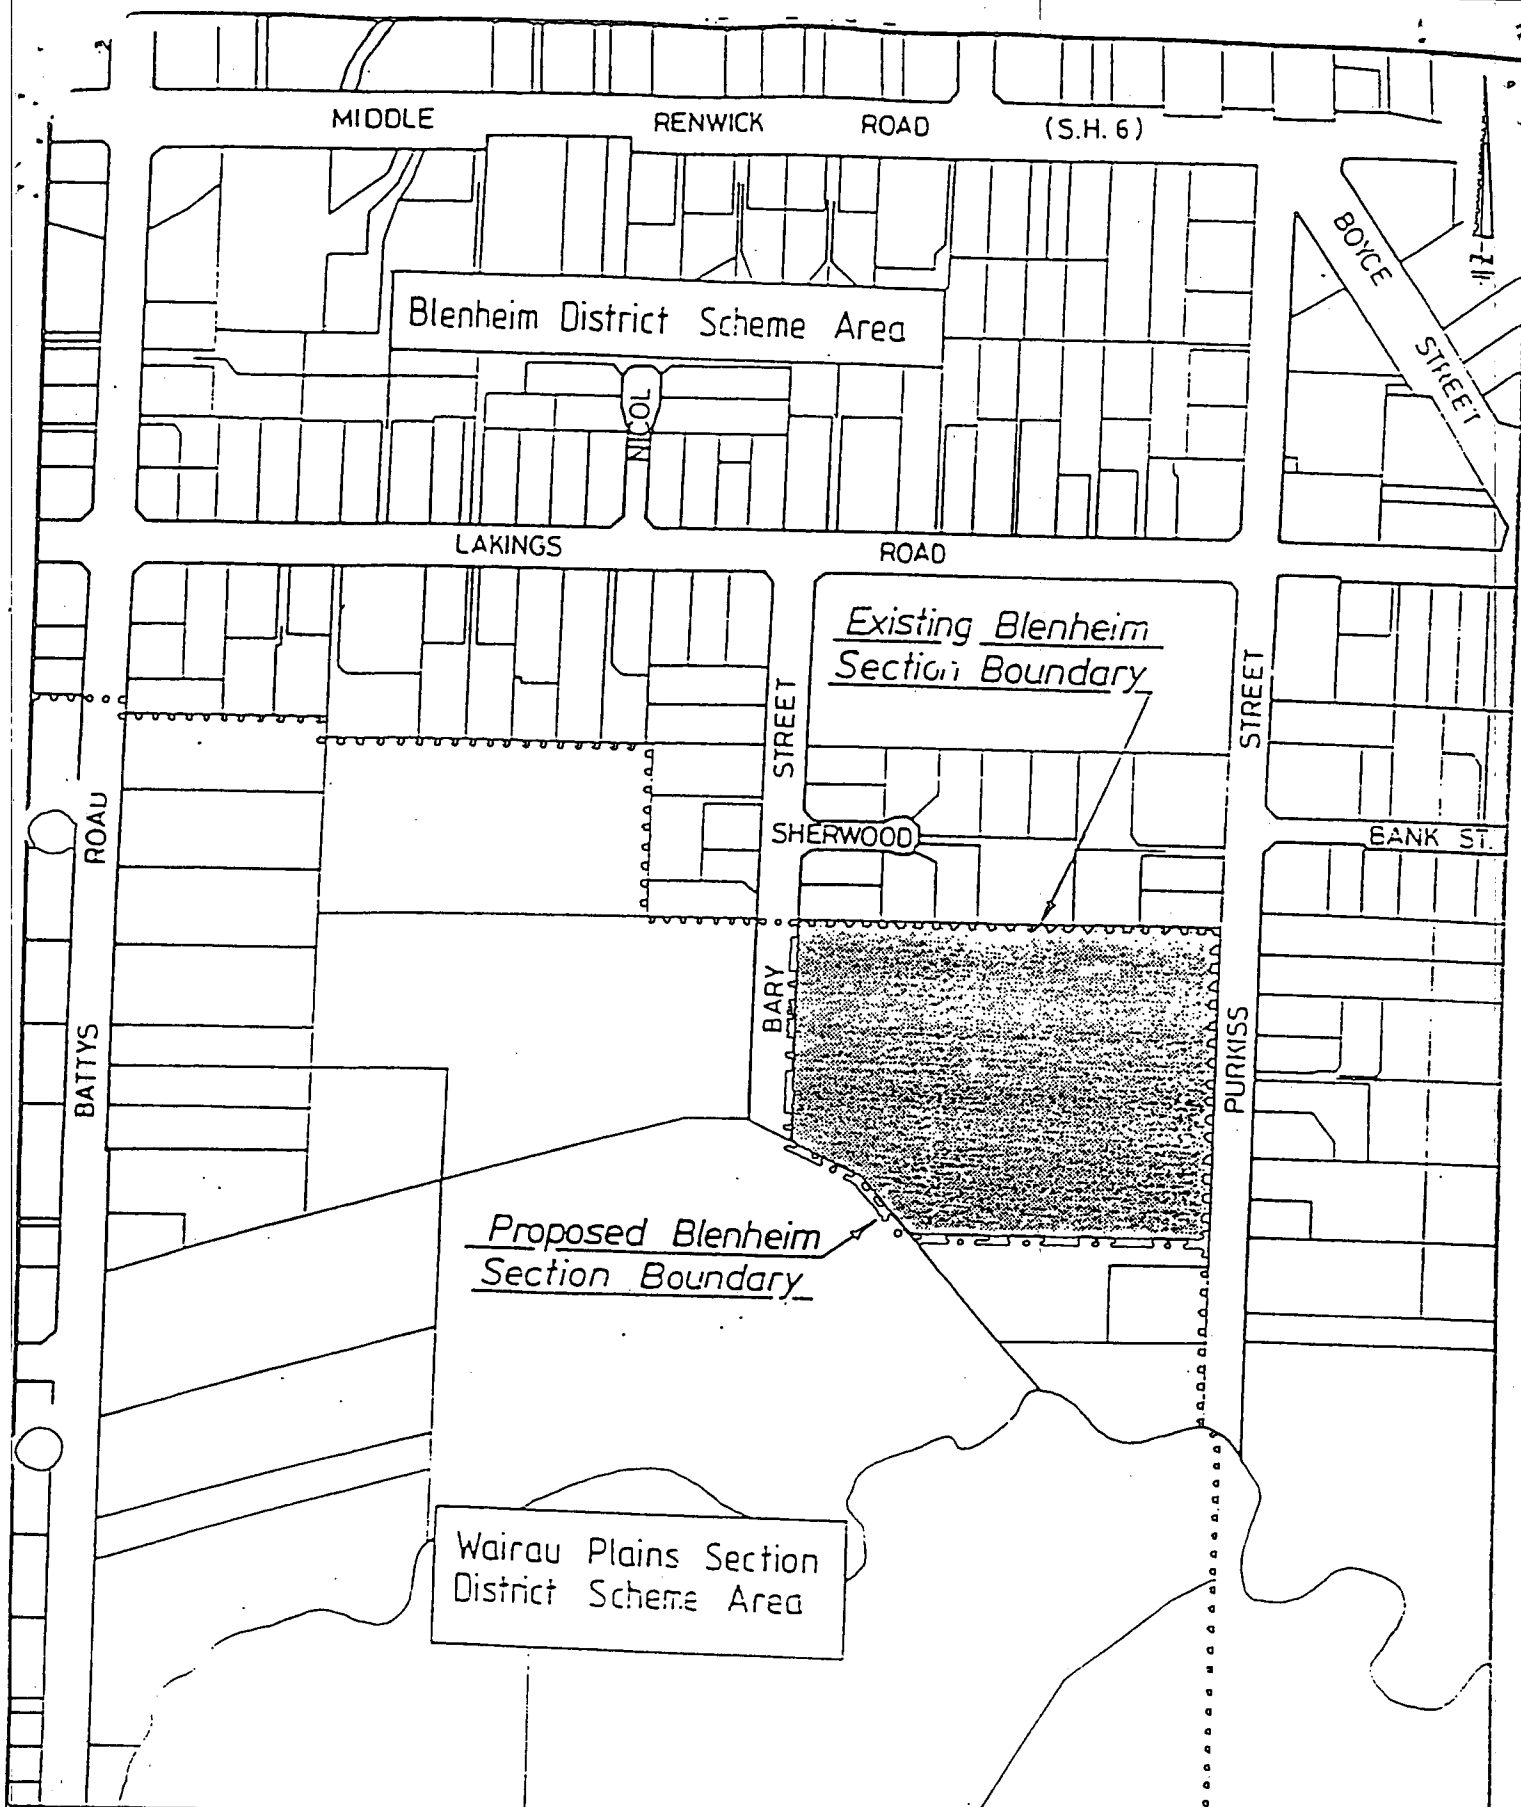 MIDDLE RENWICK ROAD (S.H. 6)
BOYCE STREET
N
Blenheim District Scheme Area
NICOL
LAKINGS ROAD
Existing Blenheim
Section Boundary
STREET
STREET
ROAD
SHERWOOD
BANK ST.
BARY
BATTYS
PURKISS
Proposed Blenheim
Section Boundary
Wairau Plains Section
District Scheme Area